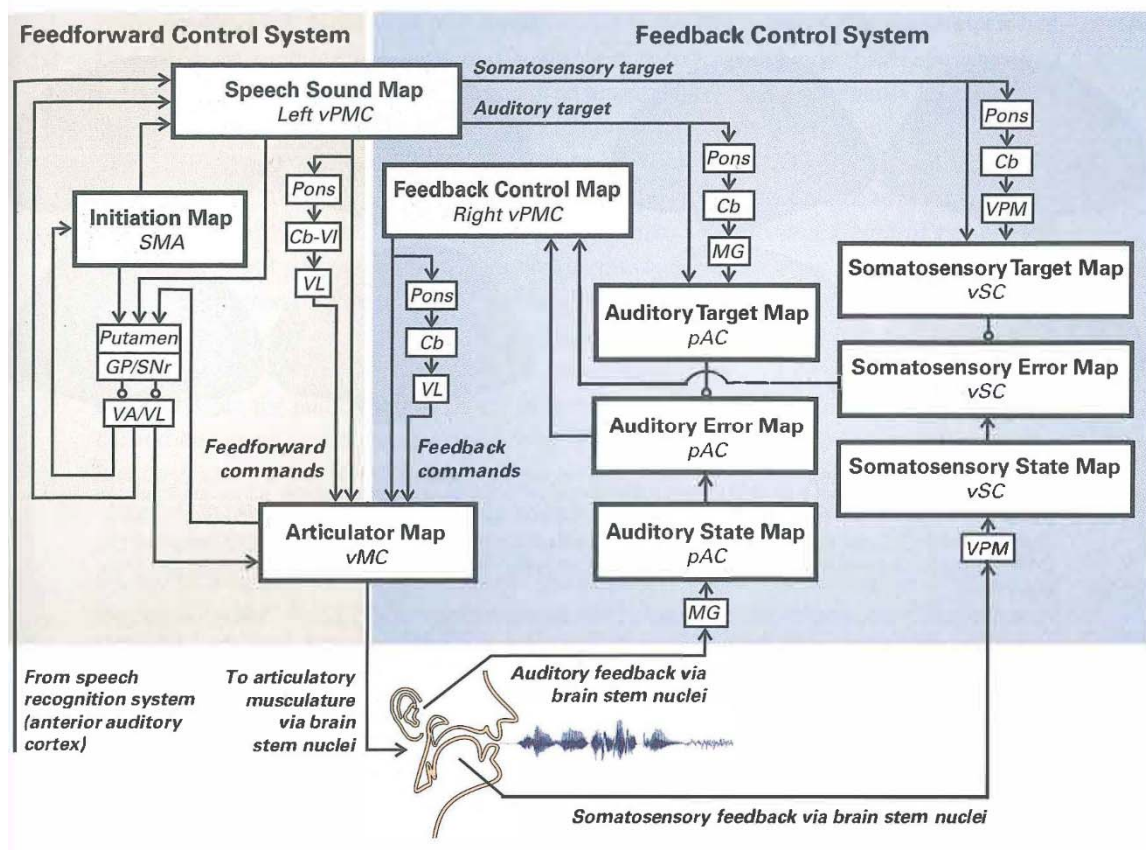 Feedforward Control System
Feedback Control System
Speech Sound Map
Left vPMC
Somatosensory target
Auditory target
Pons
Cb-VI
VL
Initiation Map
SMA
Putamen
GP/SNr
VA/VL
Feedforward
commands
Feedback Control Map
Right vPMC
Pons
Cb
VL
Feedback
commands
Pons
Cb
MG
Auditory Target Map
pAC
Auditory Error Map
pAC
Auditory State Map
pAC
MG
Pons
Cb
VPM
Somatosensory Target Map
vSC
Somatosensory Error Map
vSC
Somatosensory State Map
vSC
VPM
Articulator Map
vMC
From speech
recognition system
(anterior auditory
cortex)
To articulatory
musculature
via brain
stem nuclei
Auditory feedback via
brain stem nuclei
Somatosensory feedback via brain stem nuclei